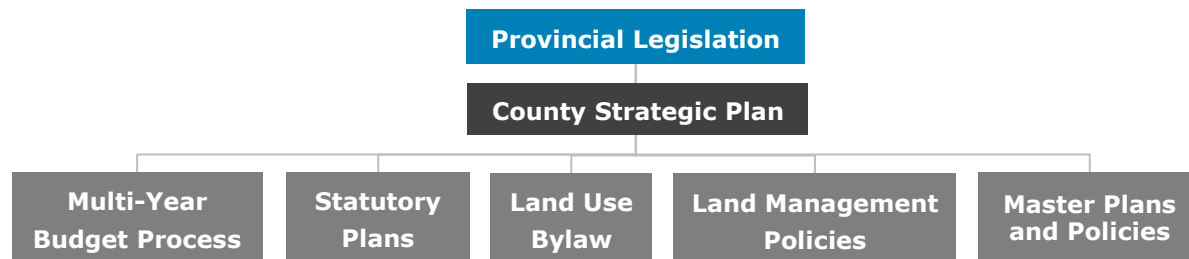 Provincial Legislation
County Strategic Plan
Multi-Year
Budget Process
Statutory
Plans
Land Use
Bylaw
Land Management
Policies
Master Plans
and Policies